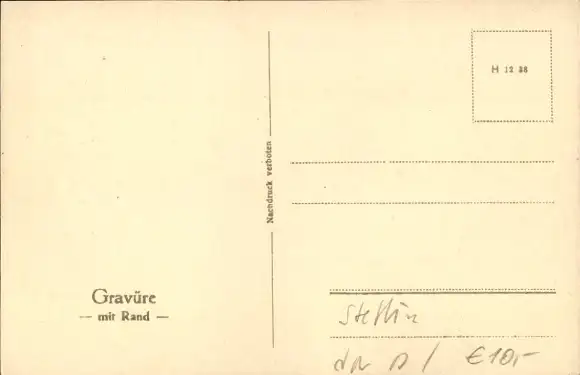 H 12 38
Nachdruck verboten
Gravüre
— mit Rand —
Stettin
€ 10,-